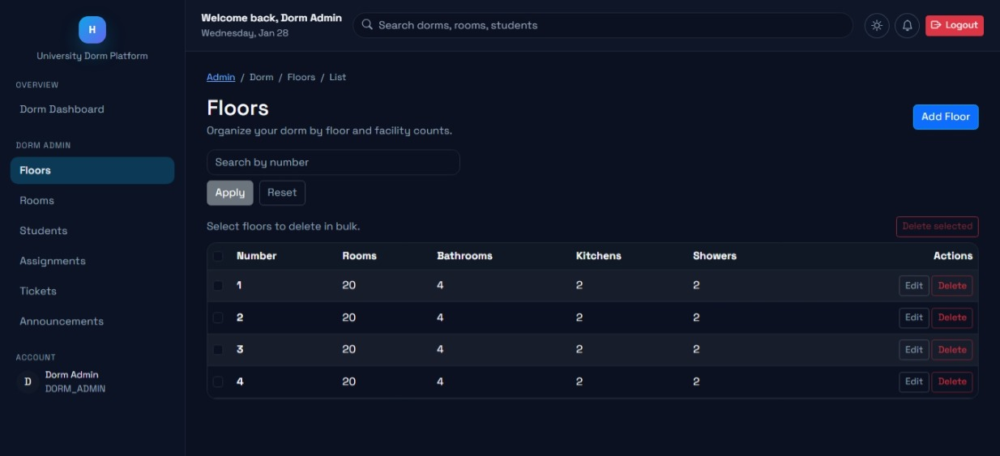 H
University Dorm Platform
OVERVIEW
Dorm Dashboard
DORM ADMIN
Floors
Rooms
Students
Assignments
Tickets
Announcements
ACCOUNT
D
Dorm Admin
DORM_ADMIN
Welcome back, Dorm Admin
Wednesday, Jan 28
Search dorms, rooms, students
Logout
Admin / Dorm / Floors / List
Floors
Organize your dorm by floor and facility counts.
Add Floor
Search by number
Apply Reset
Select floors to delete in bulk.
Delete selected
Number Rooms Bathrooms Kitchens Showers Actions
1 20 4 2 2 Edit Delete
2 20 4 2 2 Edit Delete
3 20 4 2 2 Edit Delete
4 20 4 2 2 Edit Delete